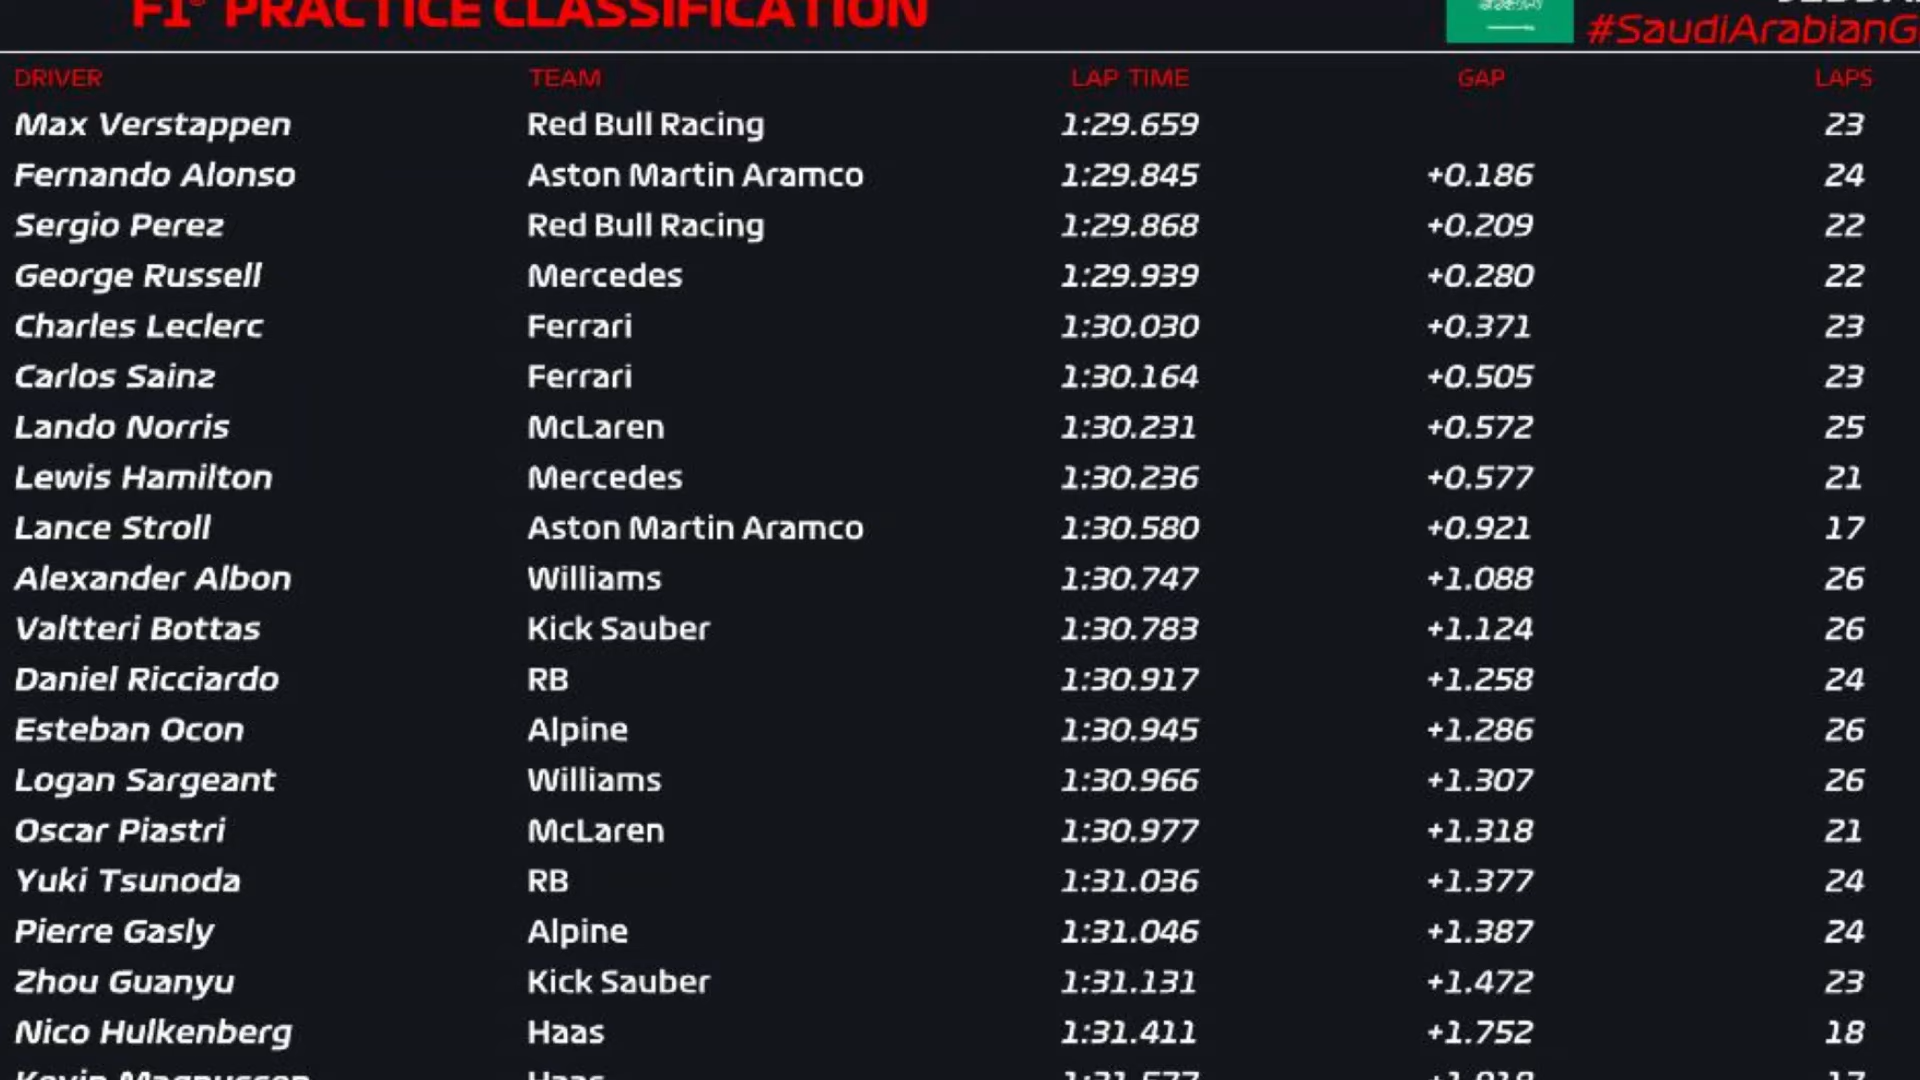 F1® PRACTICE CLASSIFICATION
#SaudiArabianG
DRIVER TEAM LAP TIME GAP LAPS
Max Verstappen Red Bull Racing 1:29.659 23
Fernando Alonso Aston Martin Aramco 1:29.845 +0.186 24
Sergio Perez Red Bull Racing 1:29.868 +0.209 22
George Russell Mercedes 1:29.939 +0.280 22
Charles Leclerc Ferrari 1:30.030 +0.371 23
Carlos Sainz Ferrari 1:30.164 +0.505 23
Lando Norris McLaren 1:30.231 +0.572 25
Lewis Hamilton Mercedes 1:30.236 +0.577 21
Lance Stroll Aston Martin Aramco 1:30.580 +0.921 17
Alexander Albon Williams 1:30.747 +1.088 26
Valtteri Bottas Kick Sauber 1:30.783 +1.124 26
Daniel Ricciardo RB 1:30.917 +1.258 24
Esteban Ocon Alpine 1:30.945 +1.286 26
Logan Sargeant Williams 1:30.966 +1.307 26
Oscar Piastri McLaren 1:30.977 +1.318 21
Yuki Tsunoda RB 1:31.036 +1.377 24
Pierre Gasly Alpine 1:31.046 +1.387 24
Zhou Guanyu Kick Sauber 1:31.131 +1.472 23
Nico Hulkenberg Haas 1:31.411 +1.752 18
Kevin Magnussen Haas 1:31.577 +1.918 17